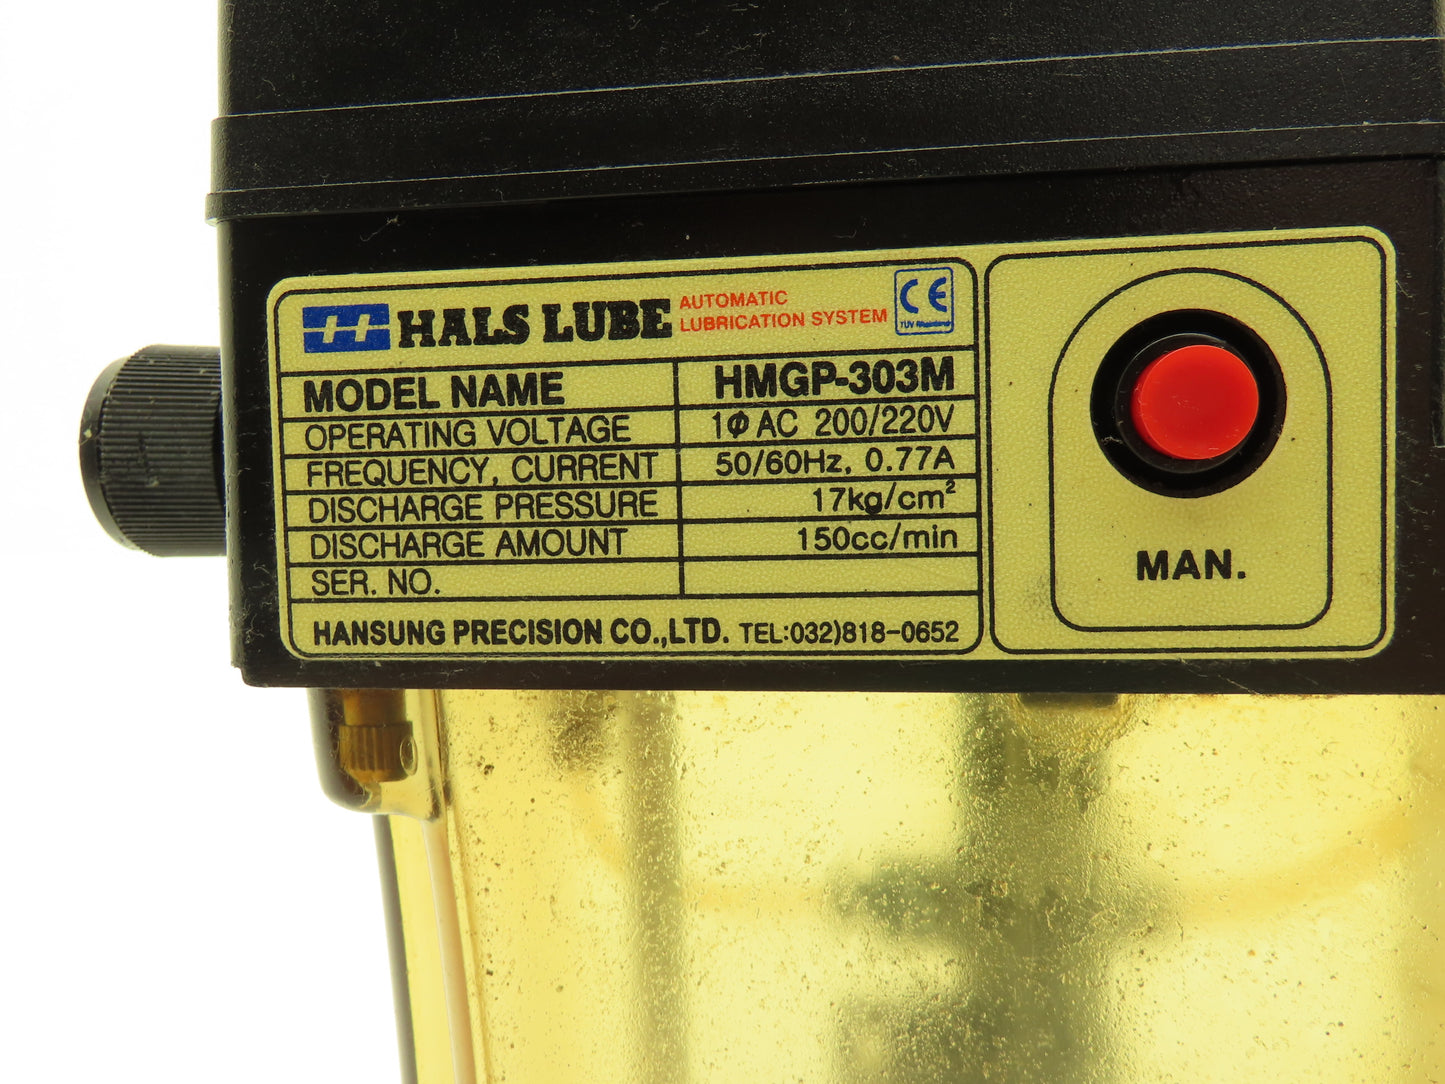 HALS LUBE AUTOMATIC
LUBRICATION SYSTEM
CE
TUV Rheinland
MODEL NAME HMGP-303M
OPERATING VOLTAGE 1Φ AC 200/220V
FREQUENCY, CURRENT 50/60Hz, 0.77A
DISCHARGE PRESSURE 17kg/cm²
DISCHARGE AMOUNT 150cc/min
SER. NO.
HANSUNG PRECISION CO.,LTD. TEL:032)818-0652
MAN.